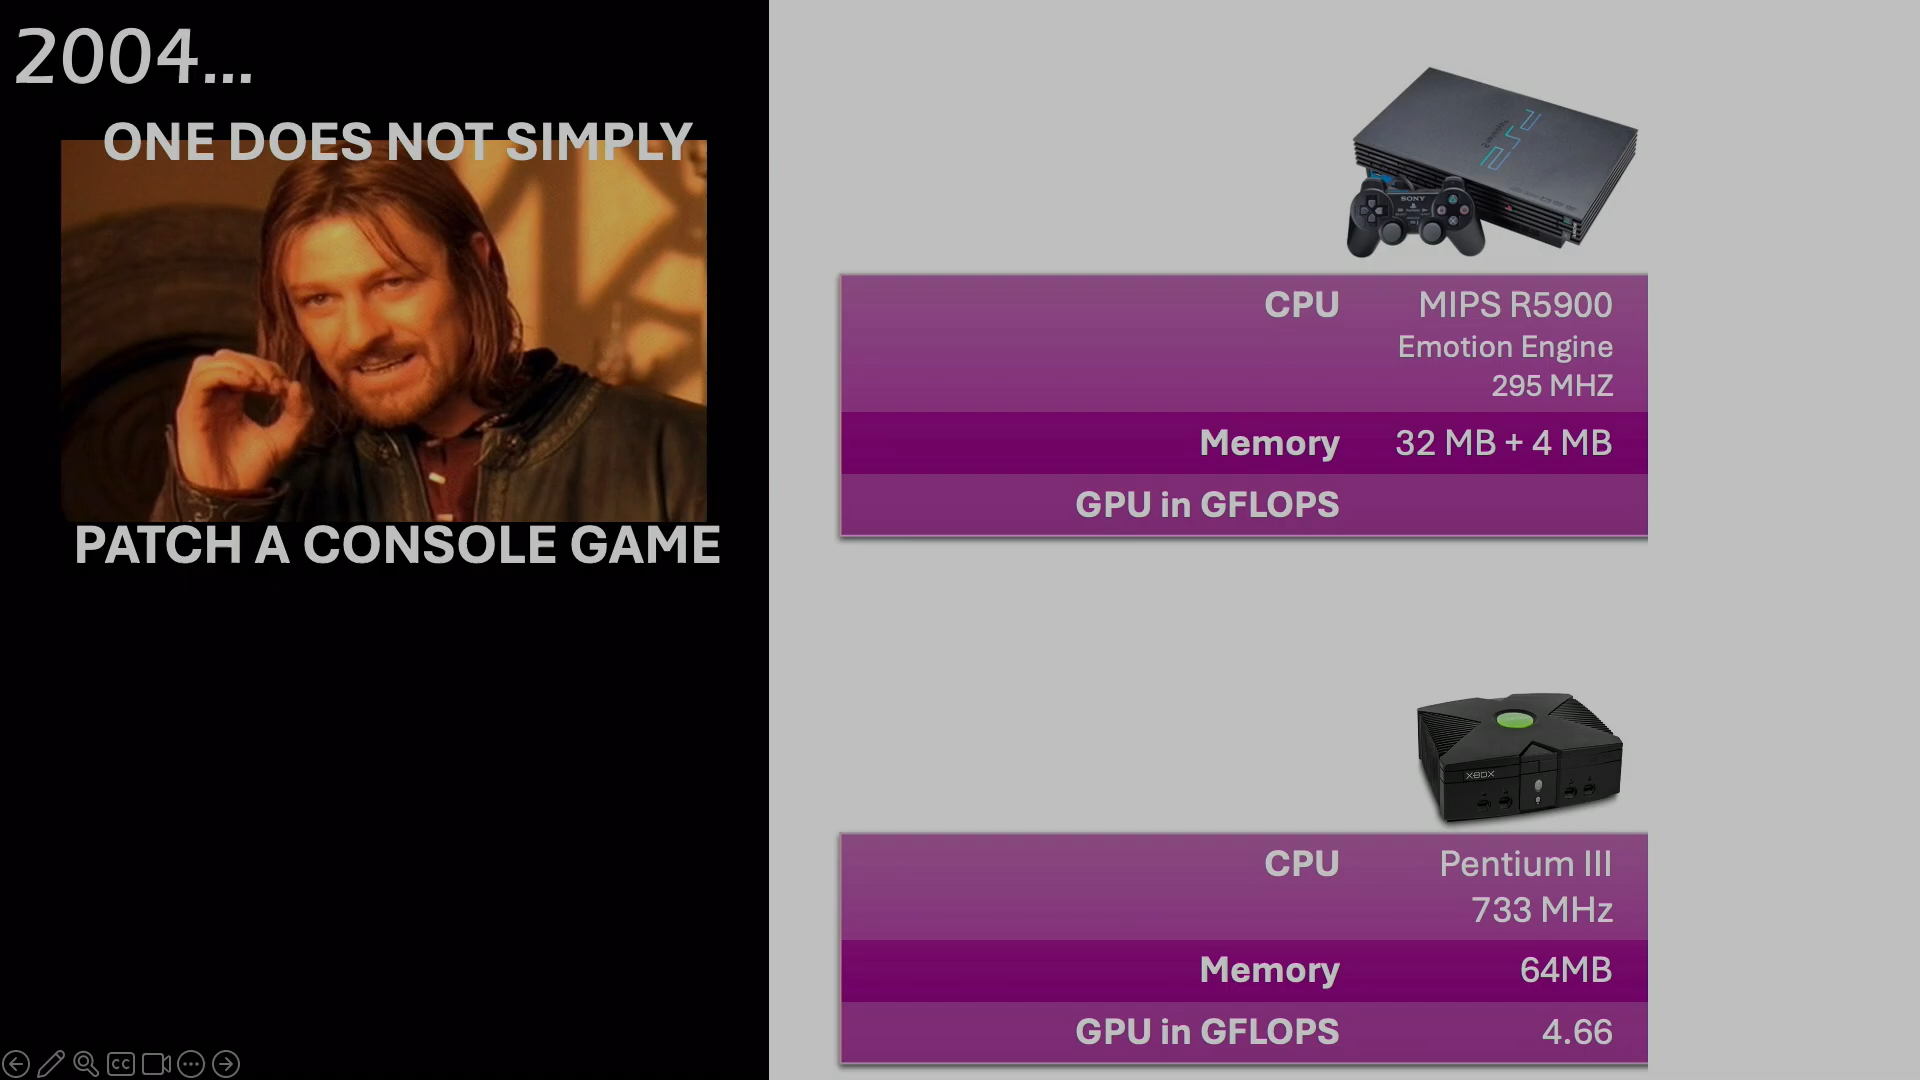 2004...
ONE DOES NOT SIMPLY
PATCH A CONSOLE GAME
SONY
CPU MIPS R5900
Emotion Engine
295 MHZ
Memory 32 MB + 4 MB
GPU in GFLOPS
XBOX
CPU Pentium III
733 MHz
Memory 64MB
GPU in GFLOPS 4.66
CC